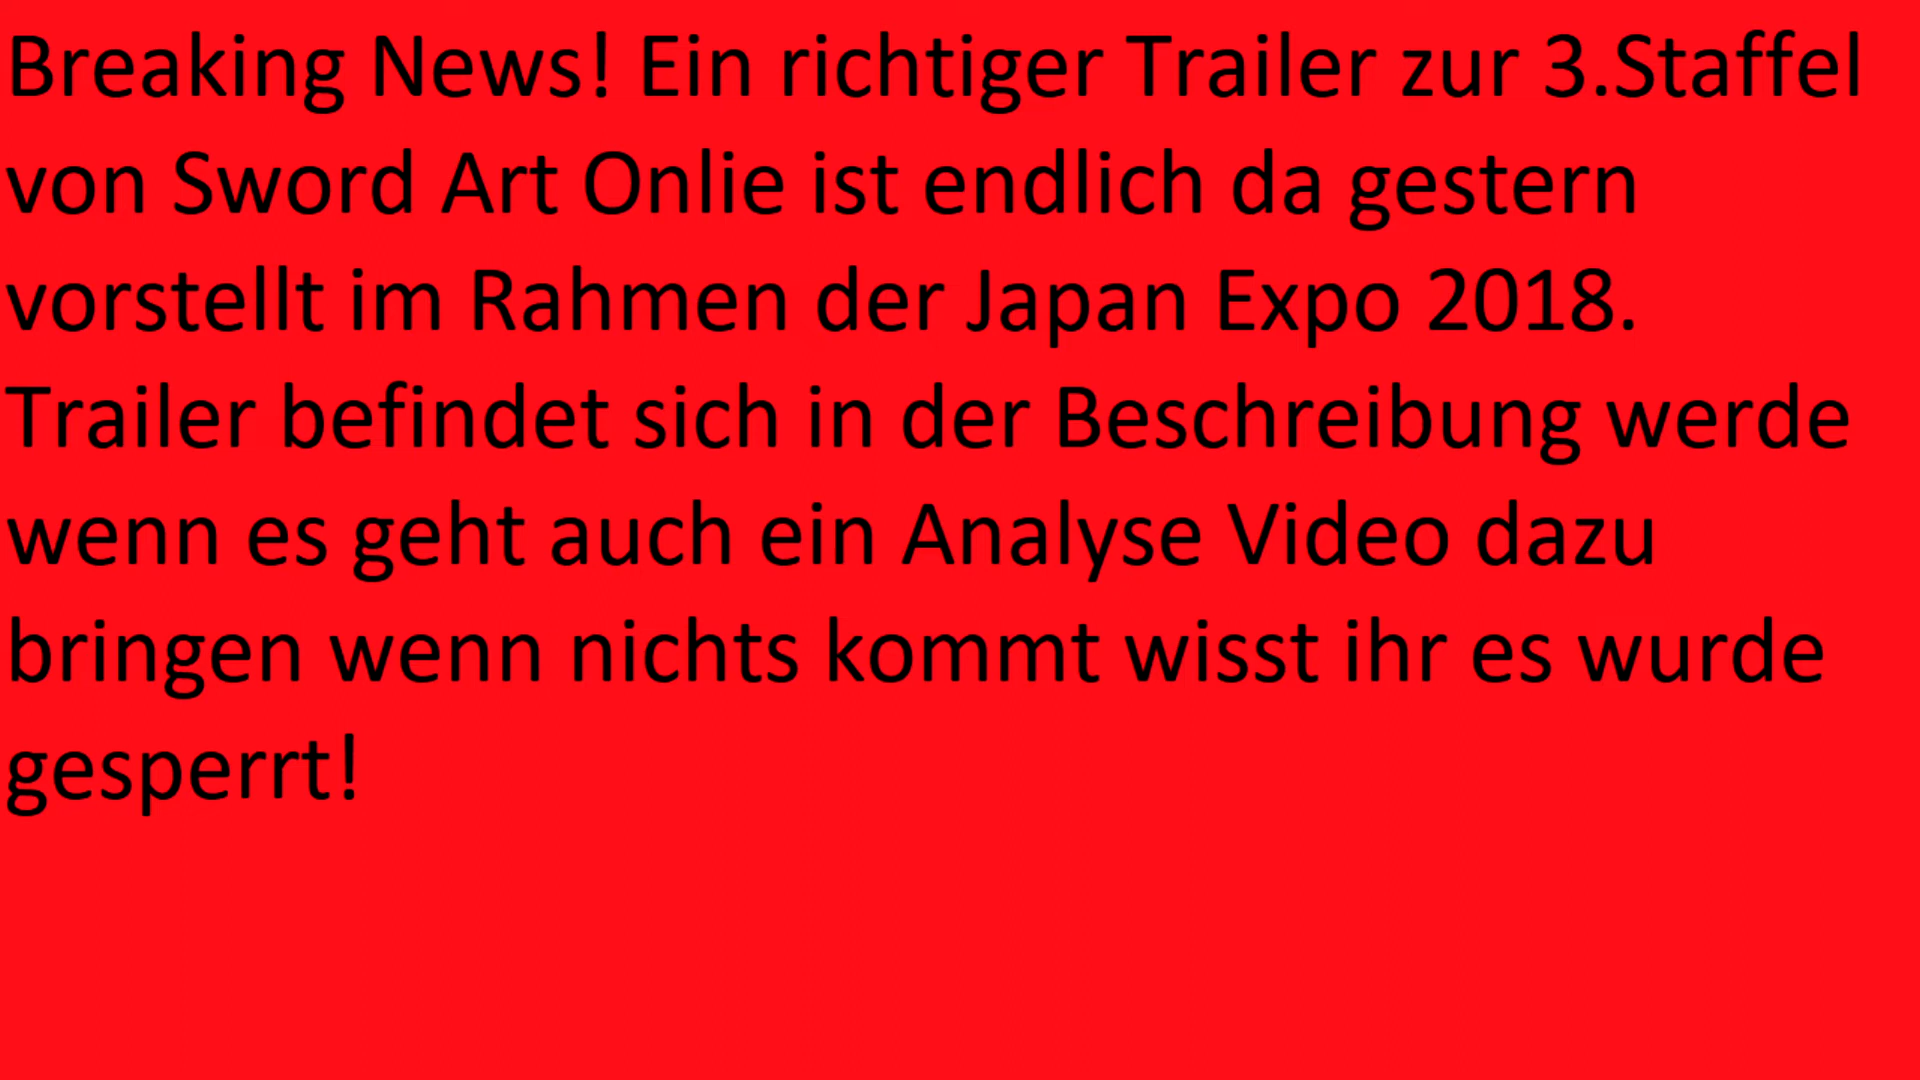 Breaking News! Ein richtiger Trailer zur 3.Staffel
von Sword Art Onlie ist endlich da gestern
vorstellt im Rahmen der Japan Expo 2018.
Trailer befindet sich in der Beschreibung werde
wenn es geht auch ein Analyse Video dazu
bringen wenn nichts kommt wisst ihr es wurde
gesperrt!